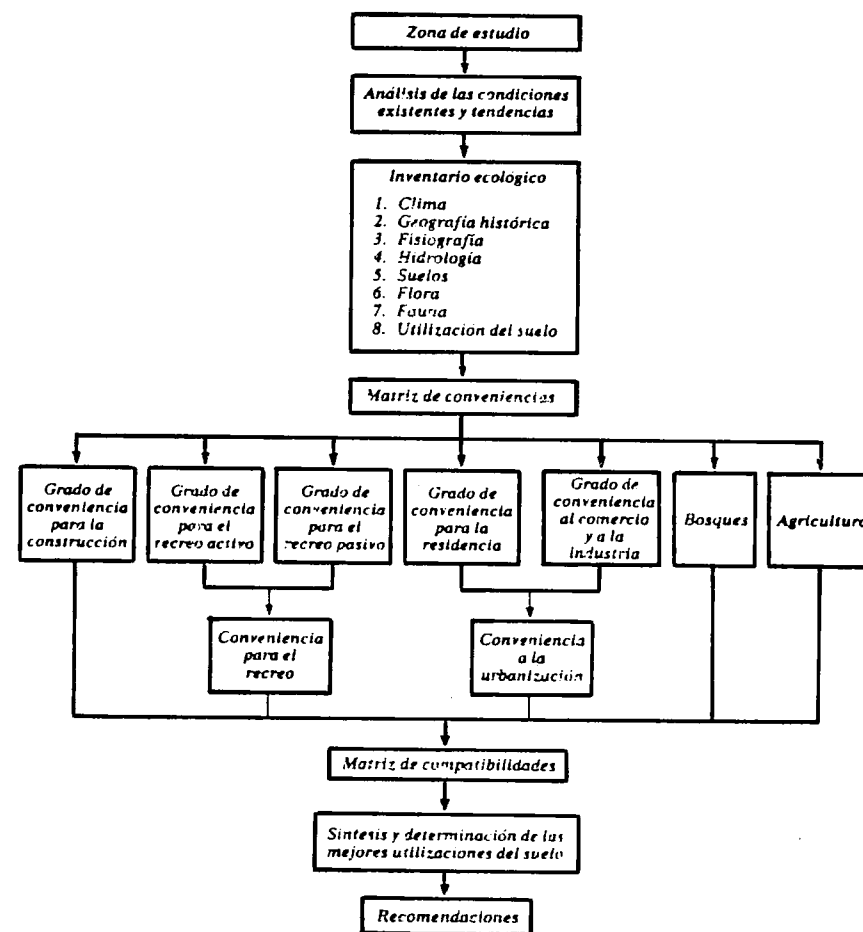 Zona de estudio
Análisis de las condiciones
existentes y tendencias
Inventario ecológico
1. Clima
2. Geografía histórica
3. Fisiografía
4. Hidrología
5. Suelos
6. Flora
7. Fauna
8. Utilización del suelo
Matriz de conveniencias
Grado de
conveniencia
para la
construcción
Grado de
conveniencia
para el
recreo activo
Grado de
conveniencia
para el
recreo pasivo
Grado de
conveniencia
para la
residencia
Grado de
conveniencia
al comercio
y a la
industria
Bosques
Agricultura
Conveniencia
para el
recreo
Conveniencia
a la
urbanización
Matriz de compatibilidades
Síntesis y determinación de las
mejores utilizaciones del suelo
Recomendaciones